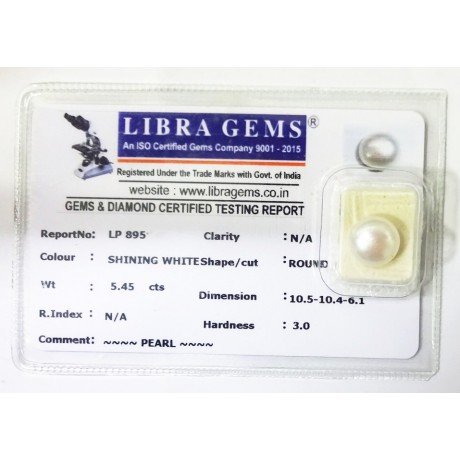 LIBRA GEMS ®
An ISO Certified Gems Company 9001 - 2015
Registered Under the Trade Marks with Govt. of India
website : www.libragems.co.in
GEMS & DIAMOND CERTIFIED TESTING REPORT
ReportNo: LP 895 Clarity : N/A
Colour : SHINING WHITE Shape/cut : ROUND
Wt : 5.45 cts
Dimension : 10.5-10.4-6.1
R.Index : N/A
Hardness : 3.0
Comment: ~~~~ PEARL ~~~~